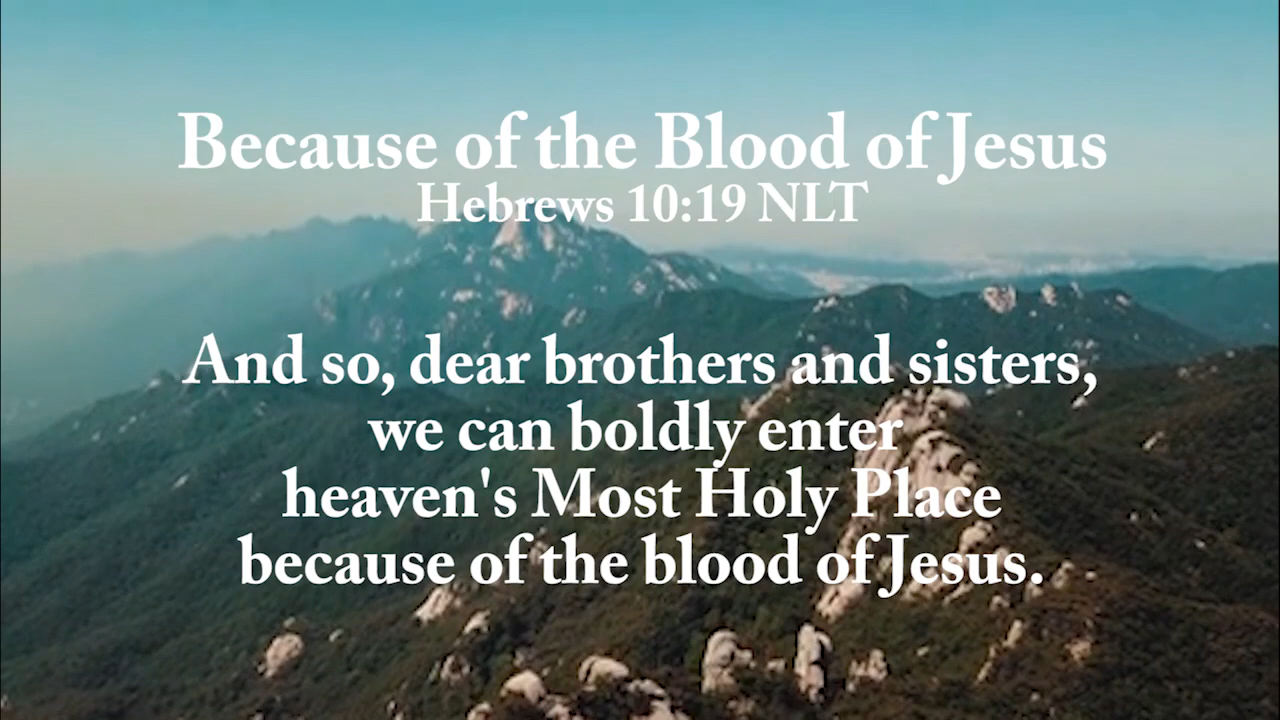 Because of the Blood of Jesus
Hebrews 10:19 NLT
And so, dear brothers and sisters,
we can boldly enter
heaven's Most Holy Place
because of the blood of Jesus.